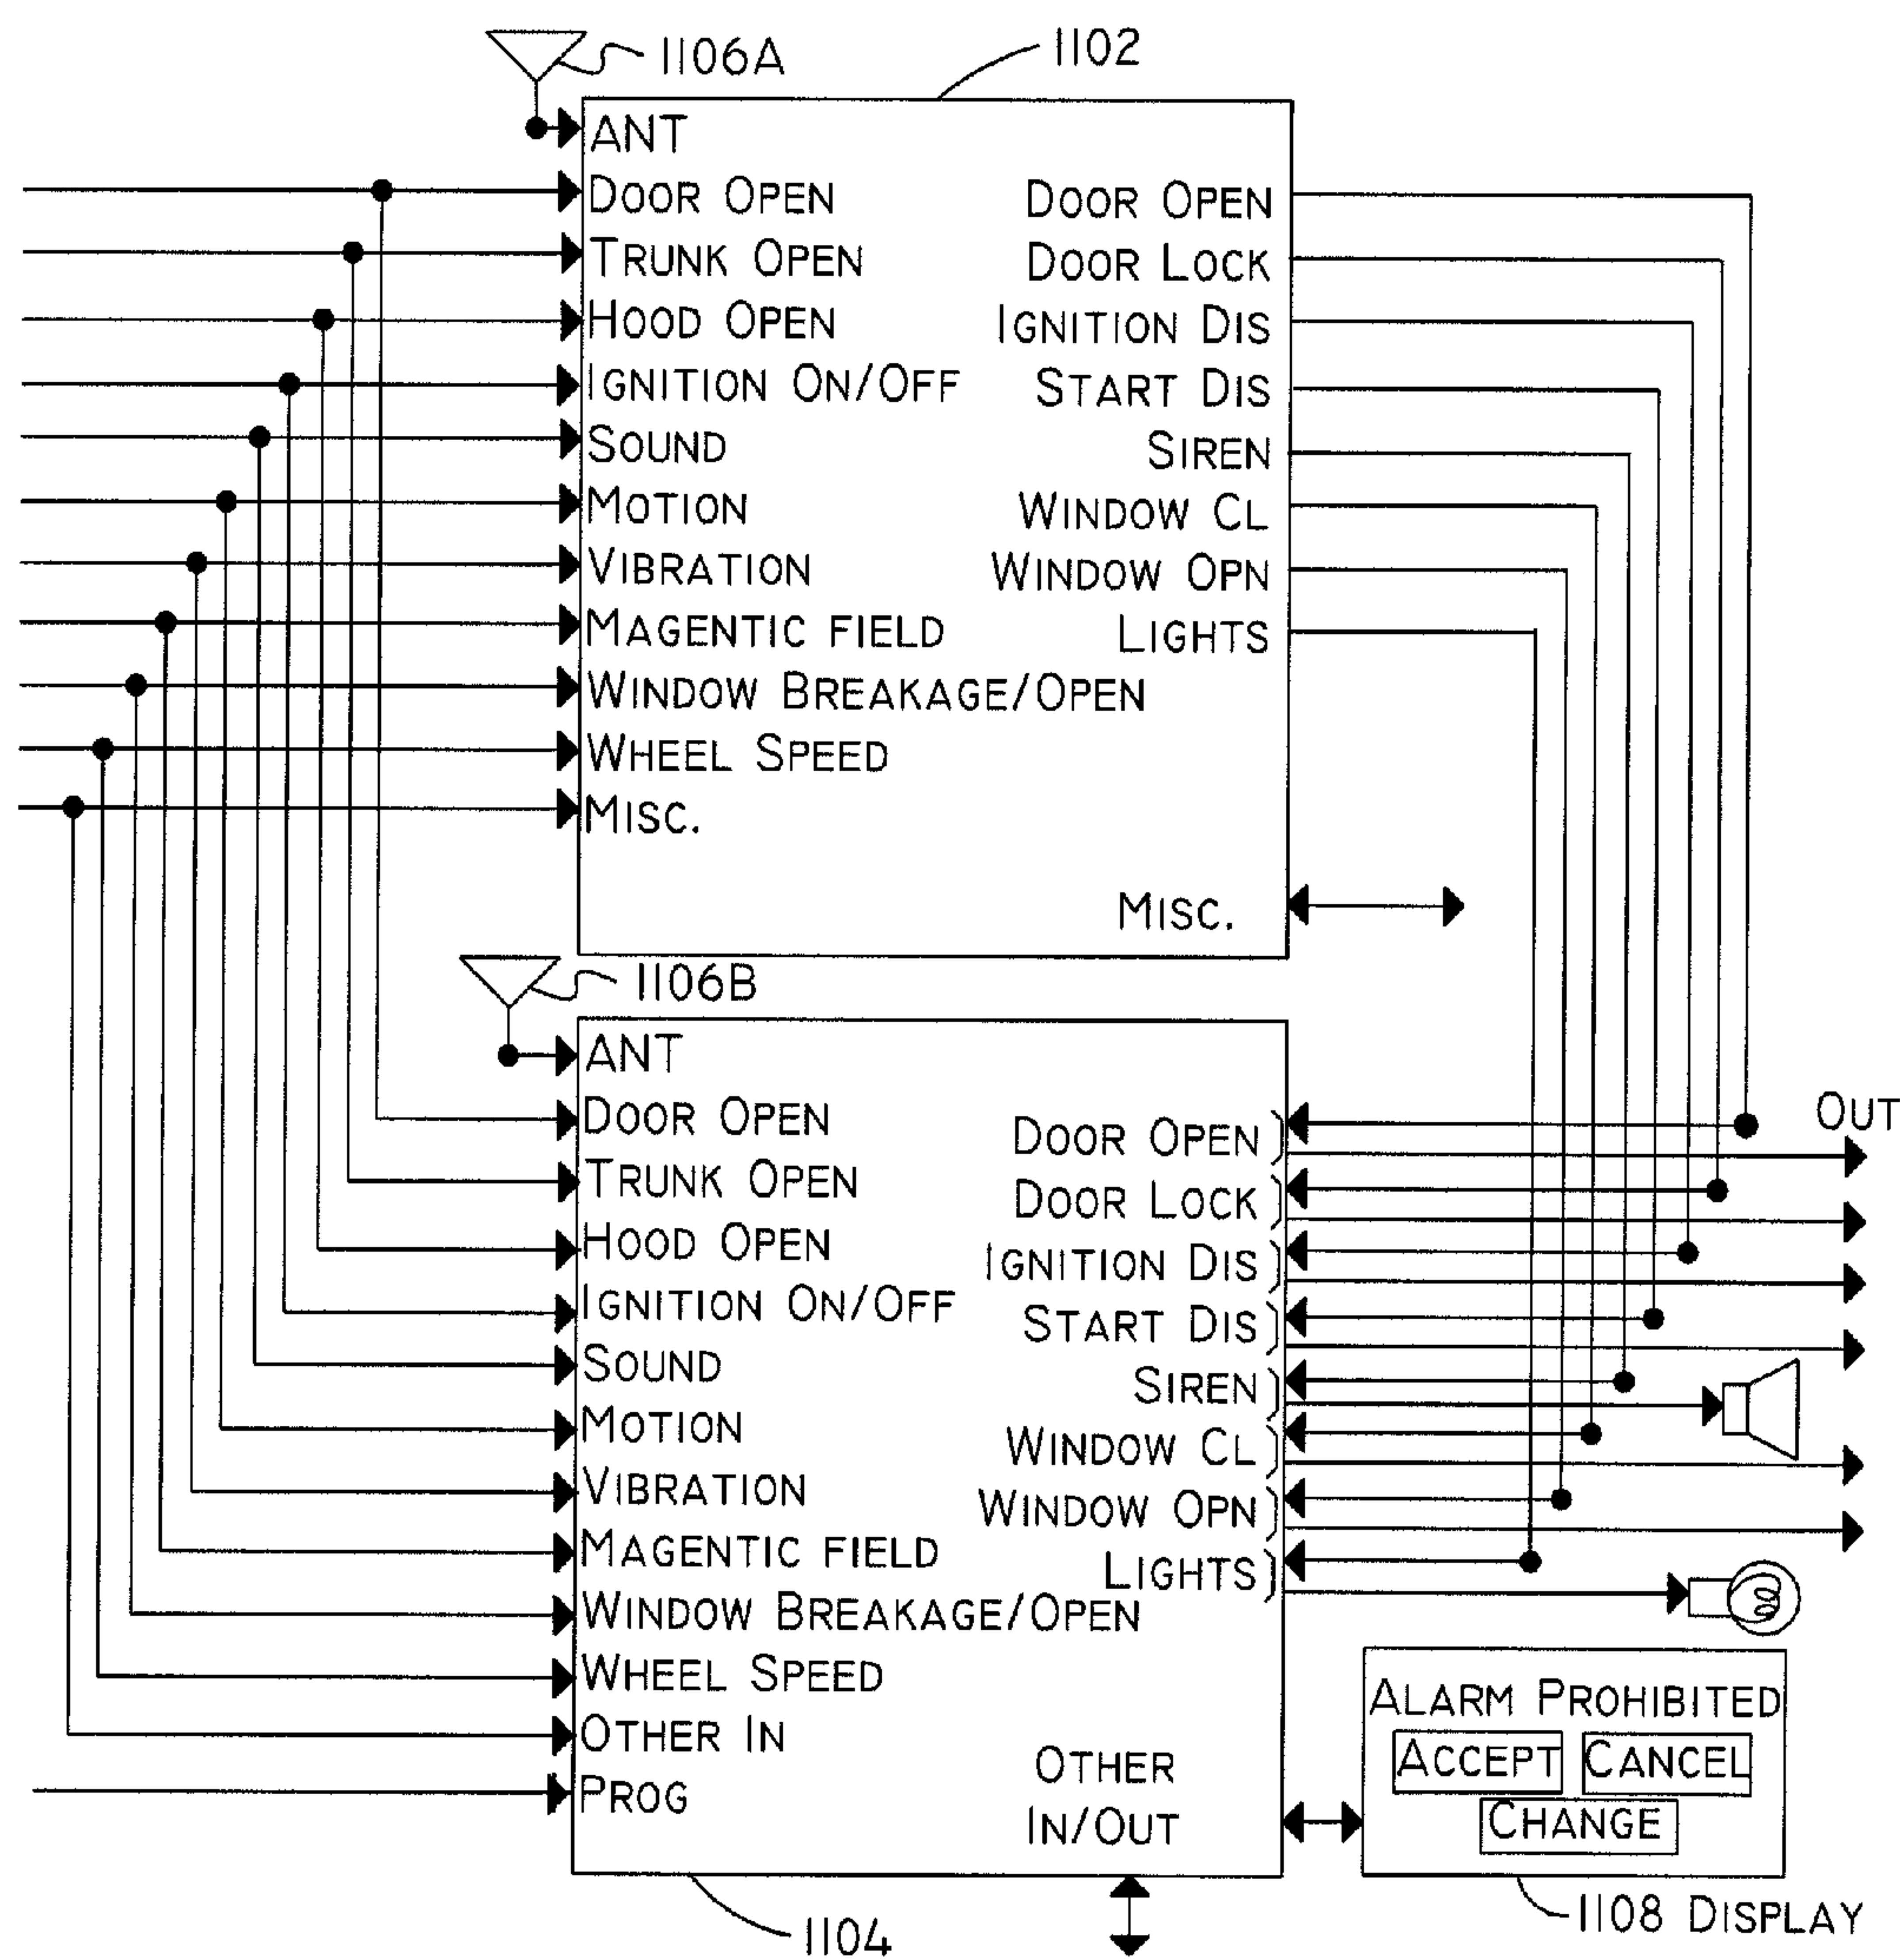 1106A
1102
ANT
DOOR OPEN
TRUNK OPEN
HOOD OPEN
IGNITION ON/OFF
SOUND
MOTION
VIBRATION
MAGENTIC FIELD
WINDOW BREAKAGE/OPEN
WHEEL SPEED
MISC.
DOOR OPEN
DOOR LOCK
IGNITION DIS
START DIS
SIREN
WINDOW CL
WINDOW OPN
LIGHTS
MISC.
1106B
ANT
DOOR OPEN
TRUNK OPEN
HOOD OPEN
IGNITION ON/OFF
SOUND
MOTION
VIBRATION
MAGENTIC FIELD
WINDOW BREAKAGE/OPEN
WHEEL SPEED
OTHER IN
PROG
DOOR OPEN)
DOOR LOCK)
IGNITION DIS)
START DIS)
SIREN)
WINDOW CL)
WINDOW OPN)
LIGHTS)
OTHER
IN/OUT
OUT
ALARM PROHIBITED
ACCEPT CANCEL
CHANGE
1104
1108 DISPLAY